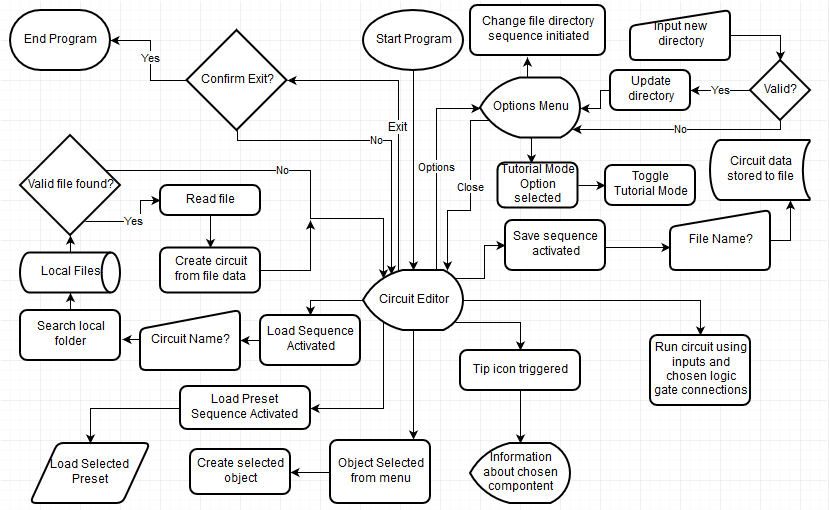 End Program
Yes
Confirm Exit?
No
Start Program
Exit
Change file directory
sequence initiated
Options Menu
Options
Close
Input new
directory
Valid?
Yes
No
Update
directory
Tutorial Mode
Option
selected
Toggle
Tutorial Mode
Circuit data
stored to file
Save sequence
activated
File Name?
Valid file found?
No
Yes
Read file
Create circuit
from file data
Local Files
Search local
folder
Circuit Name?
Load Sequence
Activated
Circuit Editor
Run circuit using
inputs and
chosen logic
gate connections
Tip icon triggered
Information
about chosen
compontent
Load Preset
Sequence Activated
Load Selected
Preset
Create selected
object
Object Selected
from menu